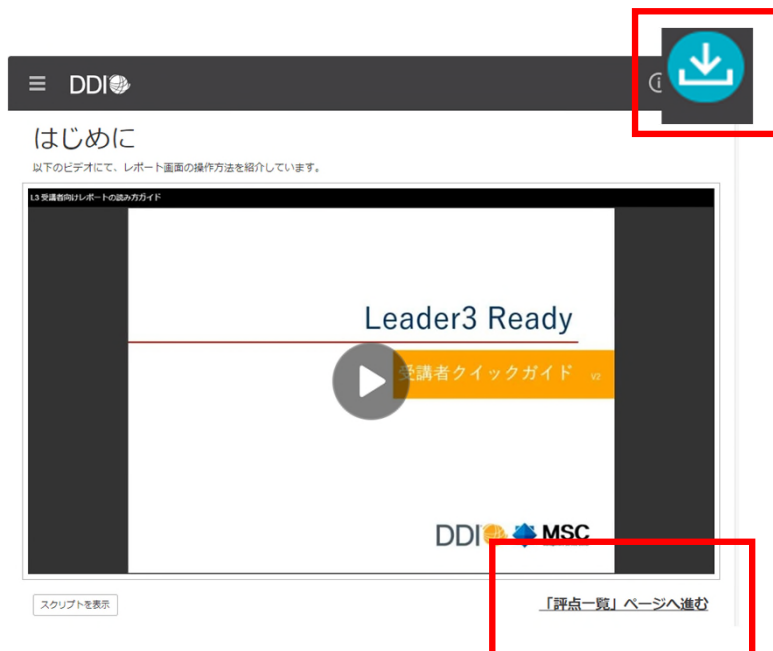 DDI
はじめに
以下のビデオにて、レポート画面の操作方法を紹介しています。
L3 受講者向けレポートの読み方ガイド
Leader3 Ready
受講者クイックガイド V2
DDI MSC
スクリプトを表示
「評点一覧」ページへ進む